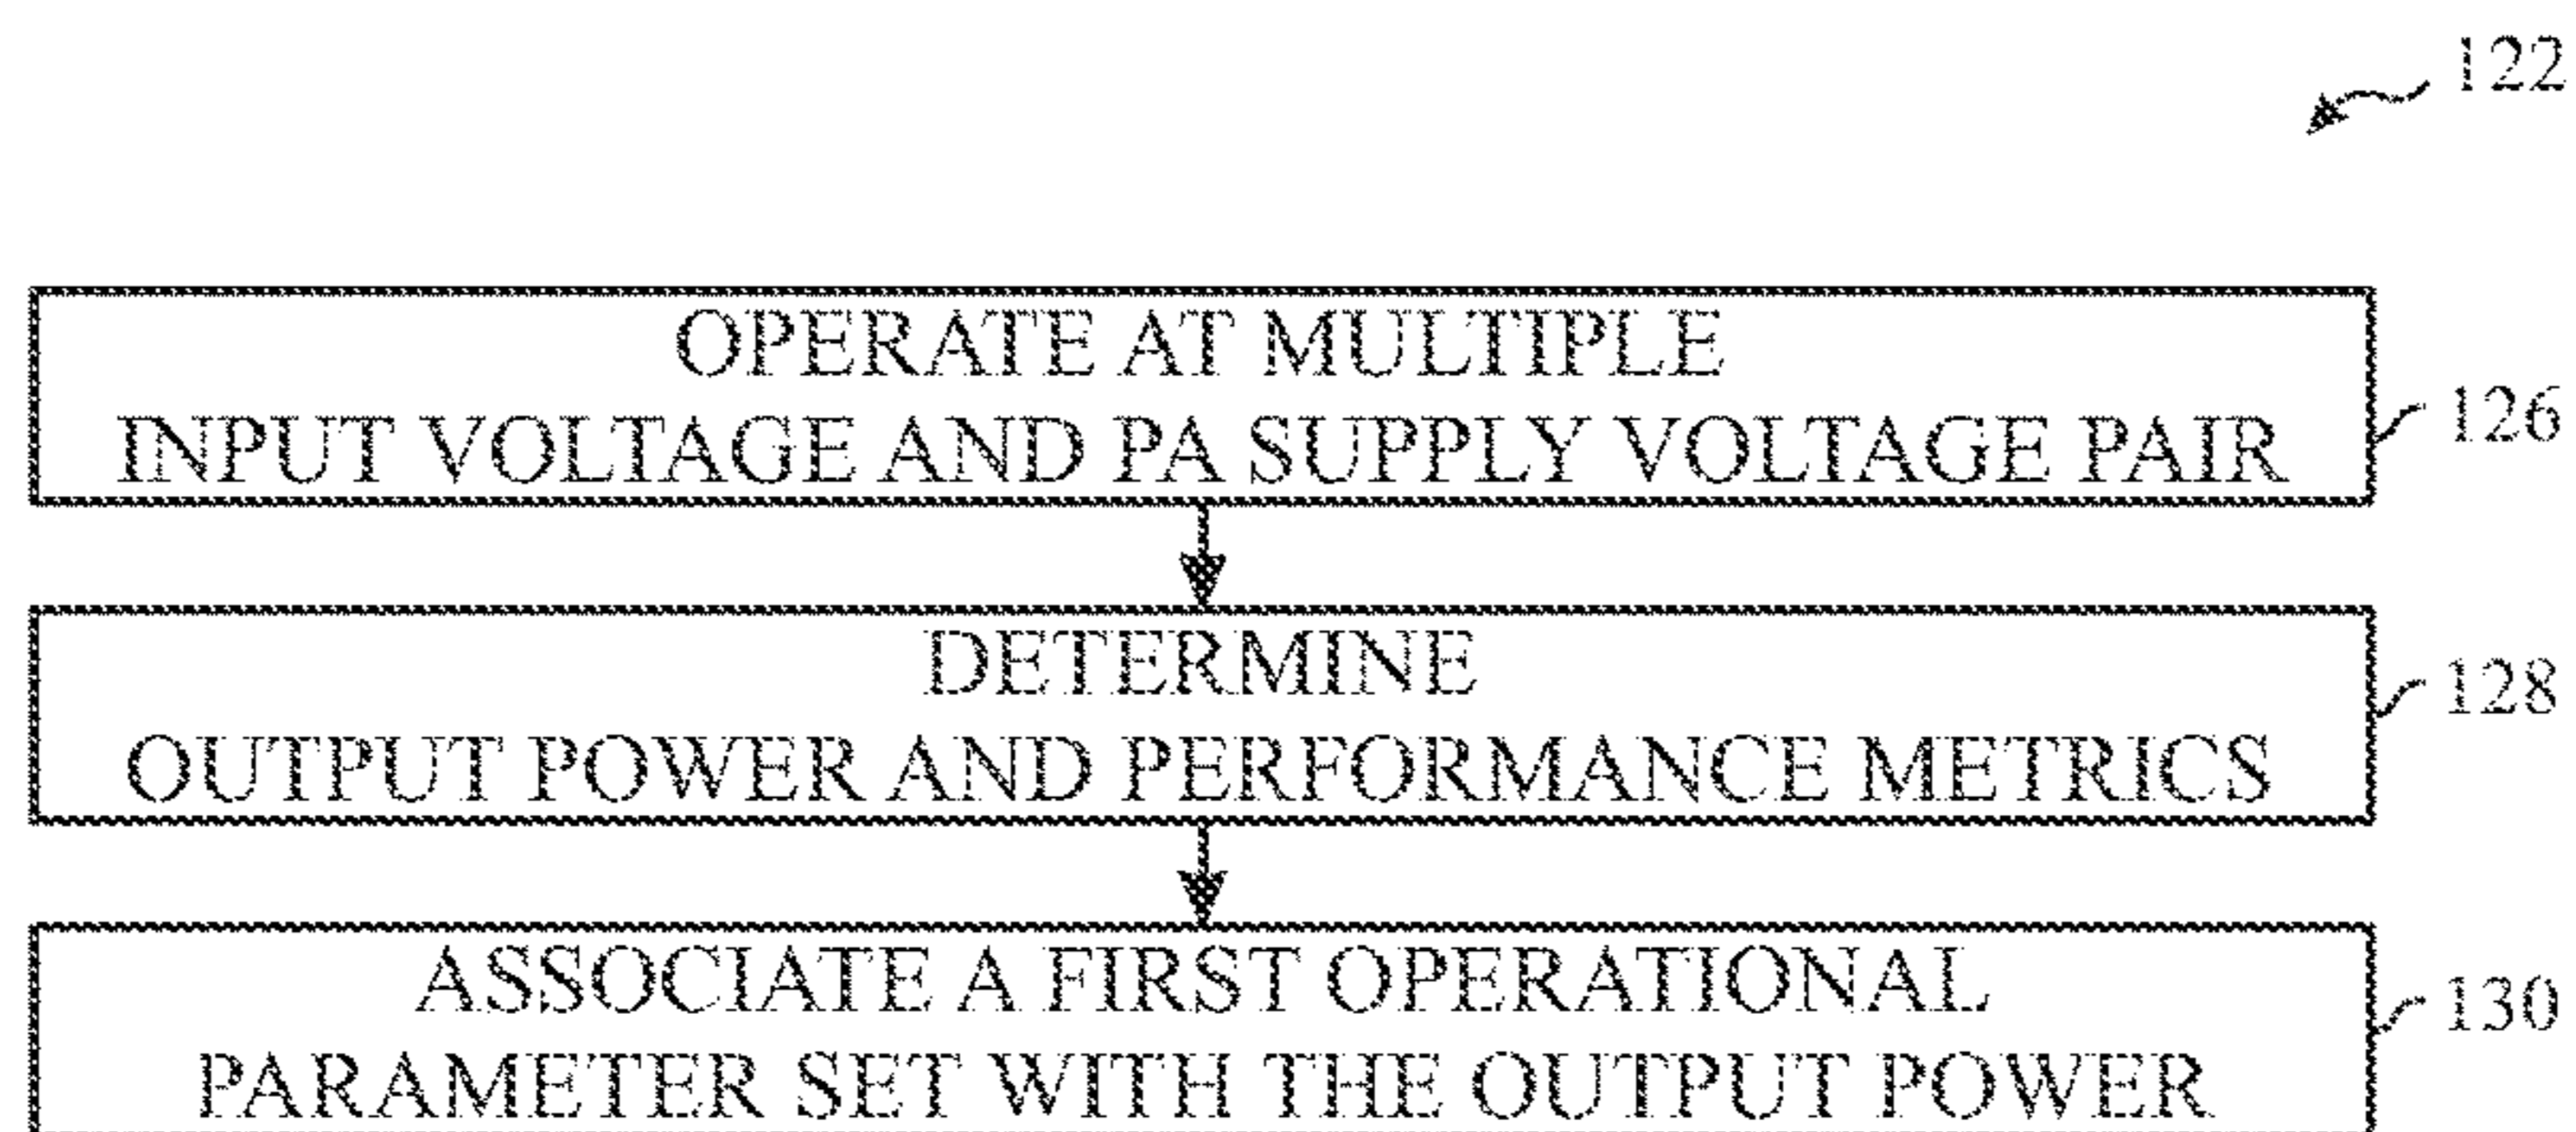 122
OPERATE AT MULTIPLE
INPUT VOLTAGE AND PA SUPPLY VOLTAGE PAIR
126
DETERMINE
OUTPUT POWER AND PERFORMANCE METRICS
128
ASSOCIATE A FIRST OPERATIONAL
PARAMETER SET WITH THE OUTPUT POWER
130